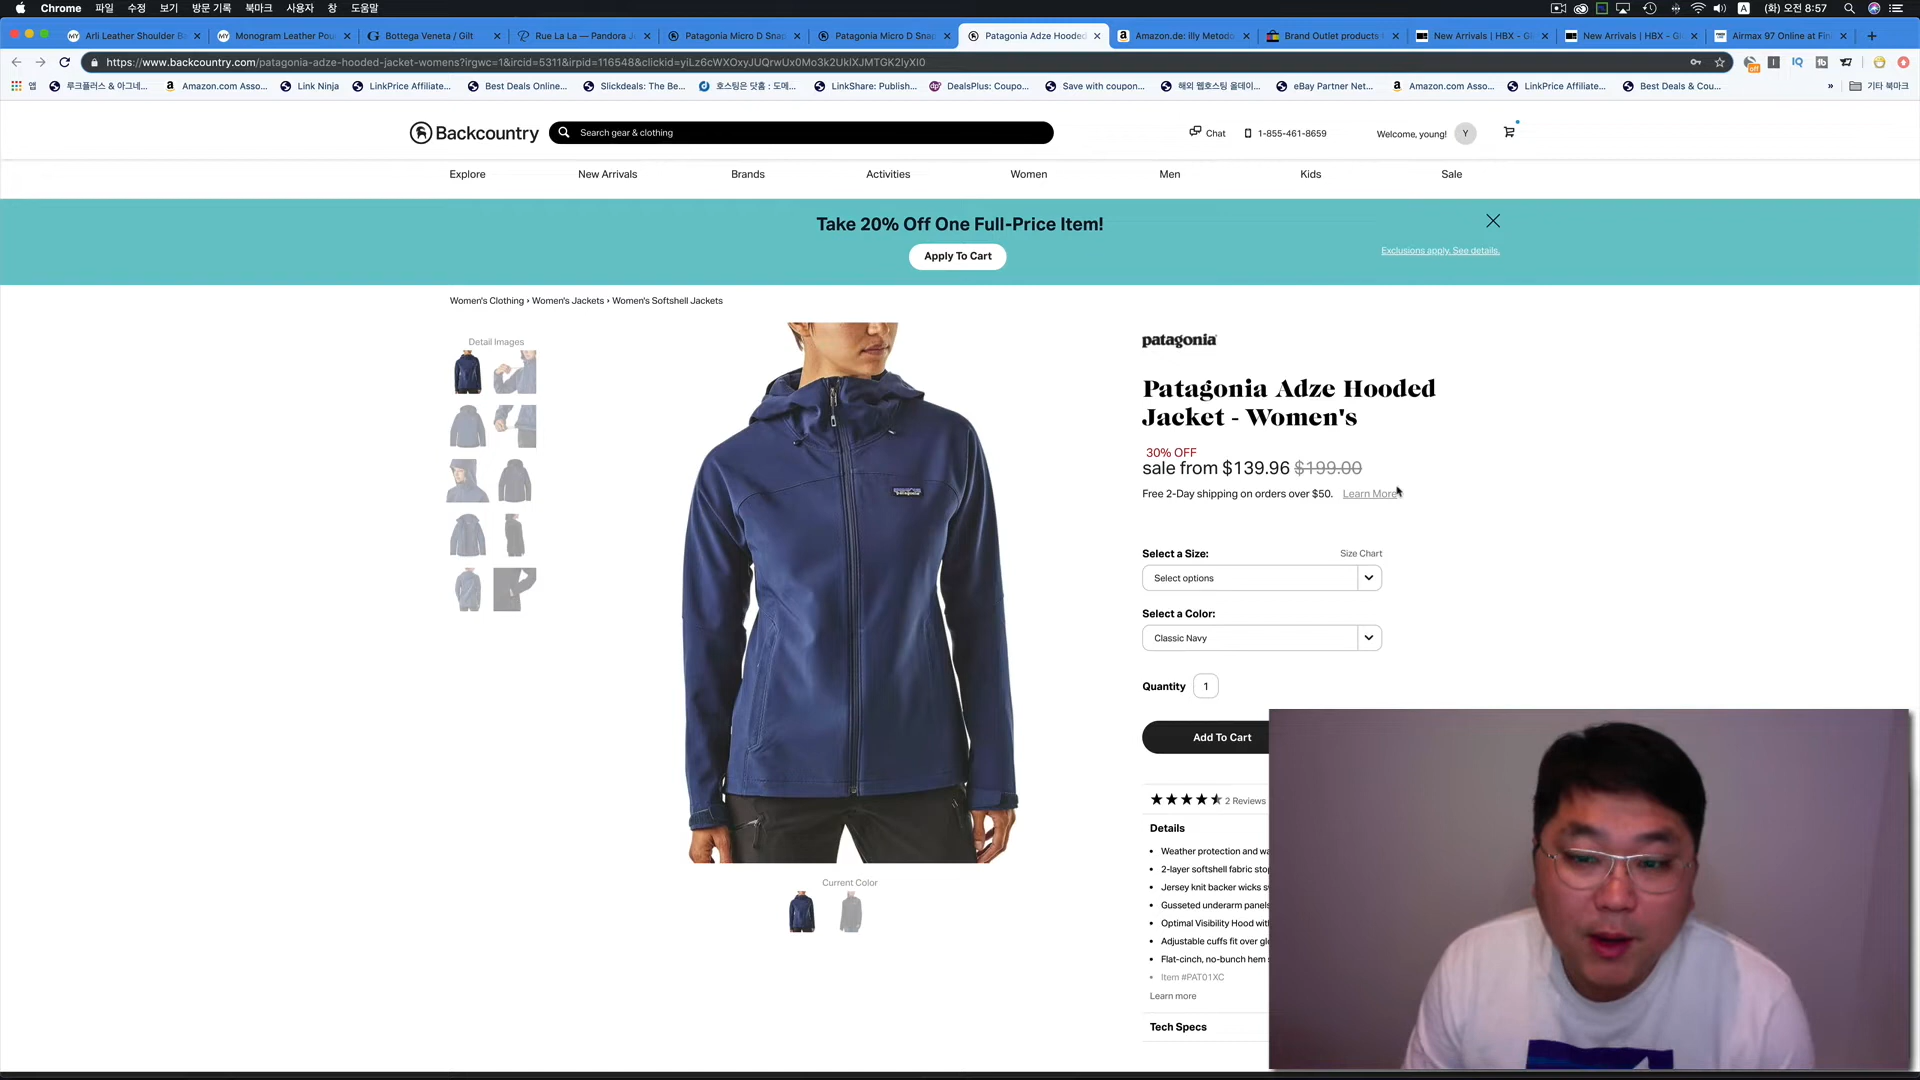 Chrome 파일 수정 보기 방문 기록 북마크 사용자 창 도움말 (화) 오전 8:57
Arli Leather Shoulder B Monogram Leather Pou Bottega Veneta / Gilt Rue La La — Pandora J Patagonia Micro D Snap Patagonia Micro D Snap Patagonia Adze Hooded Amazon.de: illy Metodo Brand Outlet products New Arrivals | HBX - Gl New Arrivals | HBX - Gl Airmax 97 Online at Fin
https://www.backcountry.com/patagonia-adze-hooded-jacket-womens?irgwc=1&ircid=5311&irpid=116548&clickid=yiLz6cWXOxyJUQrwUx0Mo3k2UklXJMTGK2IyXI0
앱 루크플러스 & 아그네... Amazon.com Asso... Link Ninja LinkPrice Affiliate... Best Deals Online... Slickdeals: The Be... 호스팅은 닷홈 : 도메... LinkShare: Publish... DealsPlus: Coupo... Save with coupon... 해외 웹호스팅 올데이... eBay Partner Net... Amazon.com Asso... LinkPrice Affiliate... Best Deals & Cou... » 기타 북마크
Backcountry Search gear & clothing Chat 1-855-461-8659 Welcome, young! Y
Explore New Arrivals Brands Activities Women Men Kids Sale
Take 20% Off One Full-Price Item!
Apply To Cart
Exclusions apply. See details.
Women's Clothing › Women's Jackets › Women's Softshell Jackets
Detail Images
patagonia
Patagonia Adze Hooded
Jacket - Women's
30% OFF
sale from $139.96 $199.00
Free 2-Day shipping on orders over $50. Learn More
Select a Size: Size Chart
Select options
Select a Color:
Classic Navy
Quantity 1
Add To Cart
2 Reviews
Details
• Weather protection and wa
• 2-layer softshell fabric sto
• Jersey knit backer wicks s
• Gusseted underarm panels
• Optimal Visibility Hood wit
• Adjustable cuffs fit over gl
• Flat-cinch, no-bunch hem
• Item #PAT01XC
Learn more
Tech Specs
Current Color